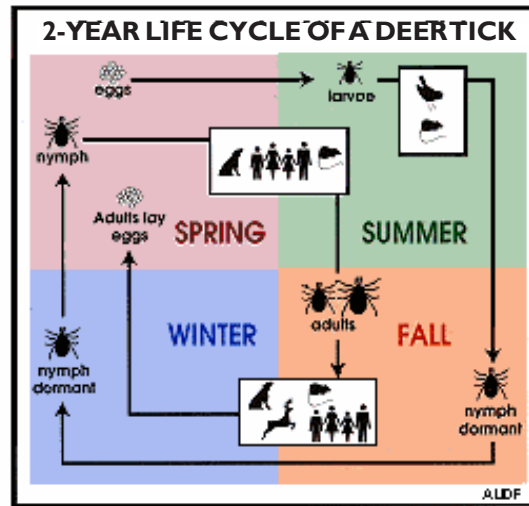 2-YEAR LIFE CYCLE OF A DEER TICK
eggs
larvae
nymph
Adults lay
eggs
SPRING
SUMMER
WINTER
adults
FALL
nymph
dormant
nymph
dormant
ALDF